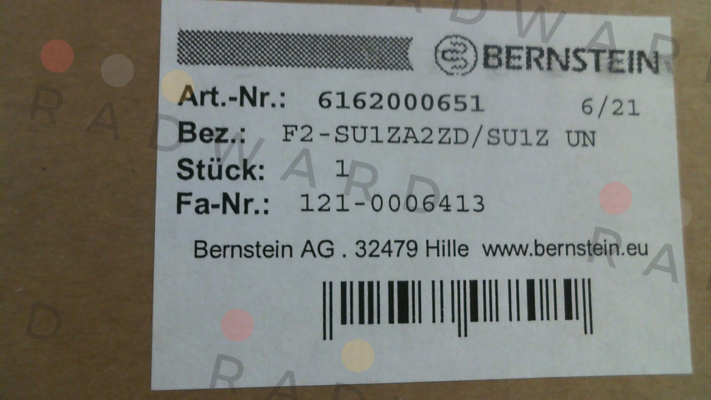 BERNSTEIN
Art.-Nr.: 6162000651 6/21
Bez.: F2-SU1ZA2ZD/SU1Z UN
Stück: 1
Fa-Nr.: 121-0006413
Bernstein AG . 32479 Hille www.bernstein.eu
RADWARD